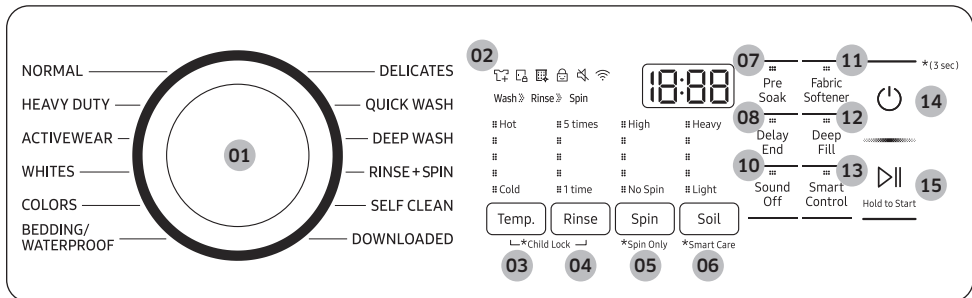 NORMAL
HEAVY DUTY
ACTIVEWEAR
WHITES
COLORS
BEDDING/
WATERPROOF
01
DELICATES
QUICK WASH
DEEP WASH
RINSE+SPIN
SELF CLEAN
DOWNLOADED
02
Wash》 Rinse》 Spin
18:88
Hot 5 times High Heavy
Cold 1 time No Spin Light
Temp. Rinse Spin Soil
*Child Lock *Spin Only *Smart Care
03 04 05 06
07 11
Pre
Soak
Fabric
Softener
08 12
Delay
End
Deep
Fill
10 13
Sound
Off
Smart
Control
*(3 sec)
14
15
Hold to Start